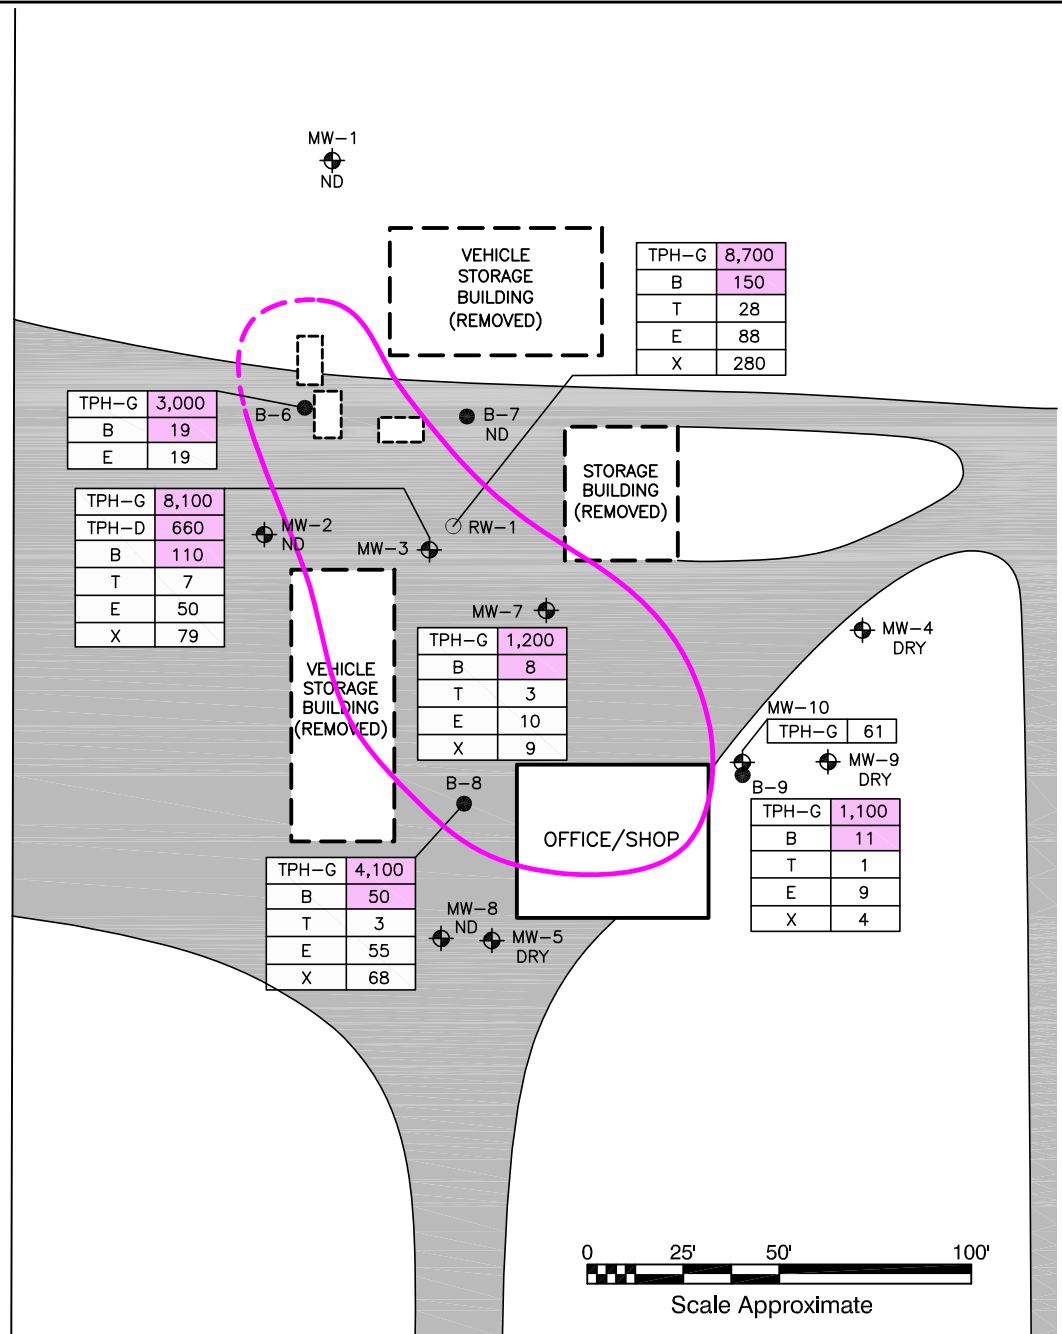 MW-1
ND
VEHICLE
STORAGE
BUILDING
(REMOVED)
TPH-G 8,700
B 150
T 28
E 88
X 280
TPH-G 3,000
B 19
E 19
B-6
B-7
ND
STORAGE
BUILDING
(REMOVED)
TPH-G 8,100
TPH-D 660
B 110
T 7
E 50
X 79
MW-2
ND
RW-1
MW-3
MW-7
TPH-G 1,200
B 8
T 3
E 10
X 9
MW-4
DRY
VEHICLE
STORAGE
BUILDING
(REMOVED)
MW-10
TPH-G 61
MW-9
DRY
B-9
TPH-G 1,100
B 11
T 1
E 9
X 4
B-8
OFFICE/SHOP
TPH-G 4,100
B 50
T 3
E 55
X 68
MW-8
ND
MW-5
DRY
0 25' 50' 100'
Scale Approximate